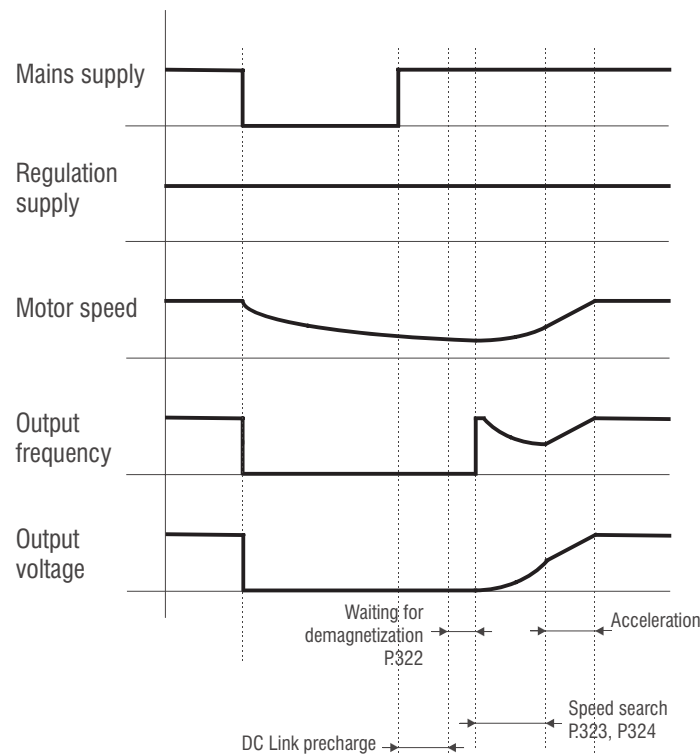 Mains supply
Regulation
supply
Motor speed
Output
frequency
Output
voltage
Waiting for
demagnetization
P.322
Acceleration
Speed search
P.323, P324
DC Link precharge